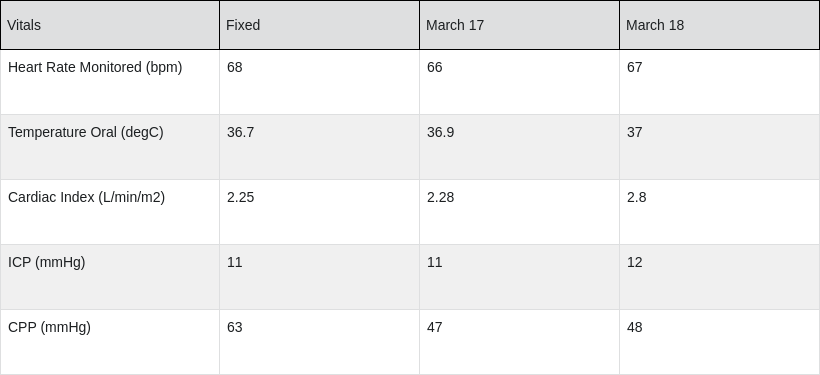 Vitals Fixed March 17 March 18
Heart Rate Monitored (bpm) 68 66 67
Temperature Oral (degC) 36.7 36.9 37
Cardiac Index (L/min/m2) 2.25 2.28 2.8
ICP (mmHg) 11 11 12
CPP (mmHg) 63 47 48